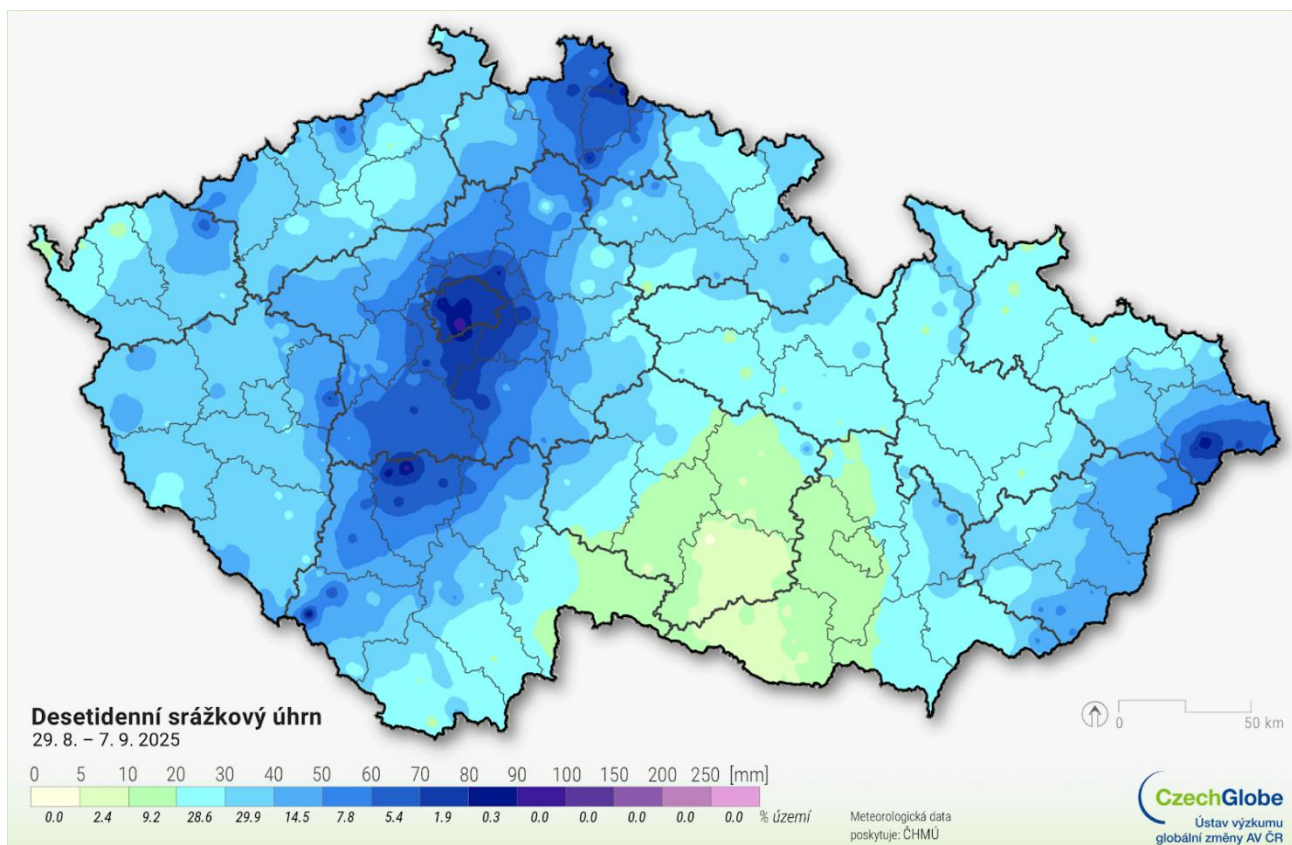 Desetidenní srážkový úhrn
29. 8. – 7. 9. 2025
0 5 10 20 30 40 50 60 70 80 90 100 150 200 250 [mm]
0.0 2.4 9.2 28.6 29.9 14.5 7.8 5.4 1.9 0.3 0.0 0.0 0.0 0.0 0.0 % území
Meteorologická data
poskytuje: ČHMÚ
0 50 km
CzechGlobe
Ústav výzkumu
globální změny AV ČR